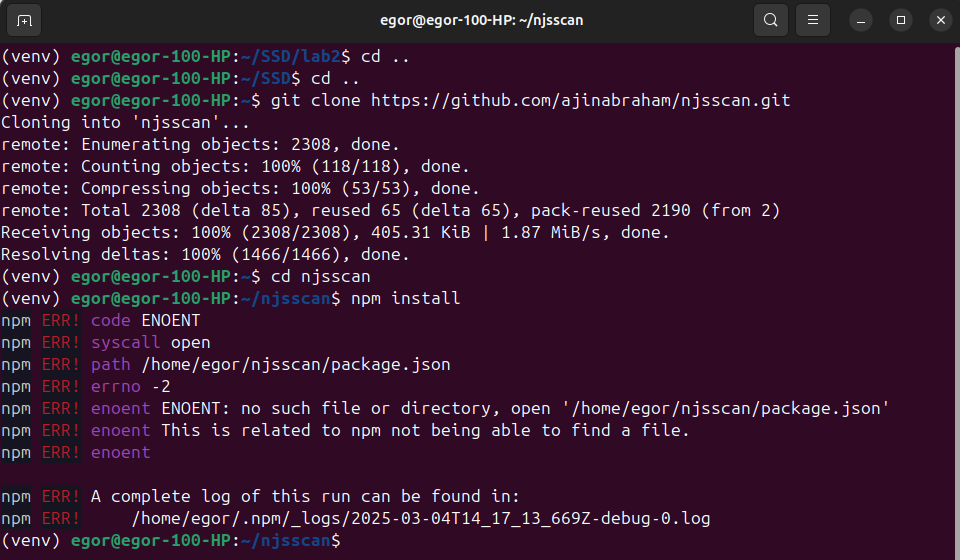 egor@egor-100-HP: ~/njsscan
(venv) egor@egor-100-HP:~/SSD/lab2$ cd ..
(venv) egor@egor-100-HP:~/SSD$ cd ..
(venv) egor@egor-100-HP:~$ git clone https://github.com/ajinabraham/njsscan.git
Cloning into 'njsscan'...
remote: Enumerating objects: 2308, done.
remote: Counting objects: 100% (118/118), done.
remote: Compressing objects: 100% (53/53), done.
remote: Total 2308 (delta 85), reused 65 (delta 65), pack-reused 2190 (from 2)
Receiving objects: 100% (2308/2308), 405.31 KiB | 1.87 MiB/s, done.
Resolving deltas: 100% (1466/1466), done.
(venv) egor@egor-100-HP:~$ cd njsscan
(venv) egor@egor-100-HP:~/njsscan$ npm install
npm ERR! code ENOENT
npm ERR! syscall open
npm ERR! path /home/egor/njsscan/package.json
npm ERR! errno -2
npm ERR! enoent ENOENT: no such file or directory, open '/home/egor/njsscan/package.json'
npm ERR! enoent This is related to npm not being able to find a file.
npm ERR! enoent
npm ERR! A complete log of this run can be found in:
npm ERR!     /home/egor/.npm/_logs/2025-03-04T14_17_13_669Z-debug-0.log
(venv) egor@egor-100-HP:~/njsscan$